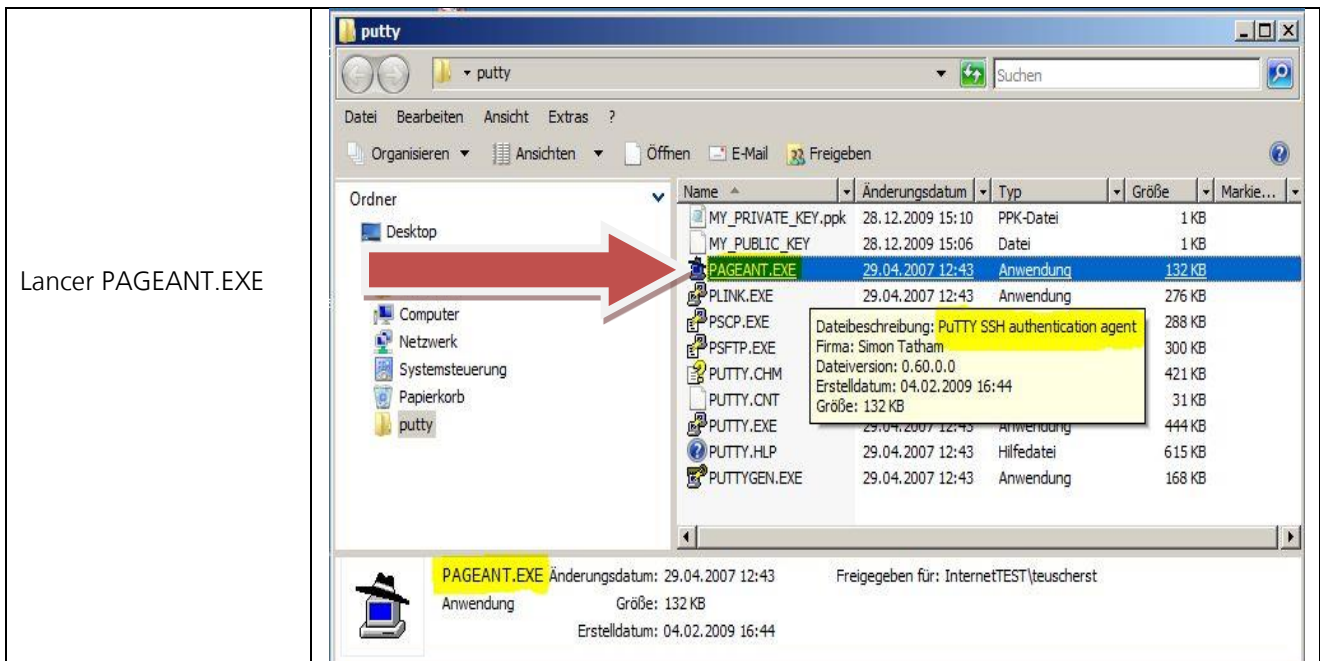 Lancer PAGEANT.EXE
putty
putty
Suchen
Datei Bearbeiten Ansicht Extras ?
Organisieren Ansichten Öffnen E-Mail Freigeben
Ordner
Desktop
Computer
Netzwerk
Systemsteuerung
Papierkorb
putty
Name Änderungsdatum Typ Größe Markie...
MY_PRIVATE_KEY.ppk 28.12.2009 15:10 PPK-Datei 1 KB
MY_PUBLIC_KEY 28.12.2009 15:06 Datei 1 KB
PAGEANT.EXE 29.04.2007 12:43 Anwendung 132 KB
PLINK.EXE 29.04.2007 12:43 Anwendung 276 KB
PSCP.EXE 288 KB
PSFTP.EXE 300 KB
PUTTY.CHM 421 KB
PUTTY.CNT 31 KB
PUTTY.EXE 29.04.2007 12:43 Anwendung 444 KB
PUTTY.HLP 29.04.2007 12:43 Hilfedatei 615 KB
PUTTYGEN.EXE 29.04.2007 12:43 Anwendung 168 KB
Dateibeschreibung: PuTTY SSH authentication agent
Firma: Simon Tatham
Dateiversion: 0.60.0.0
Erstelldatum: 04.02.2009 16:44
Größe: 132 KB
PAGEANT.EXE Änderungsdatum: 29.04.2007 12:43 Freigegeben für: InternetTEST\teuscherst
Anwendung Größe: 132 KB
Erstelldatum: 04.02.2009 16:44